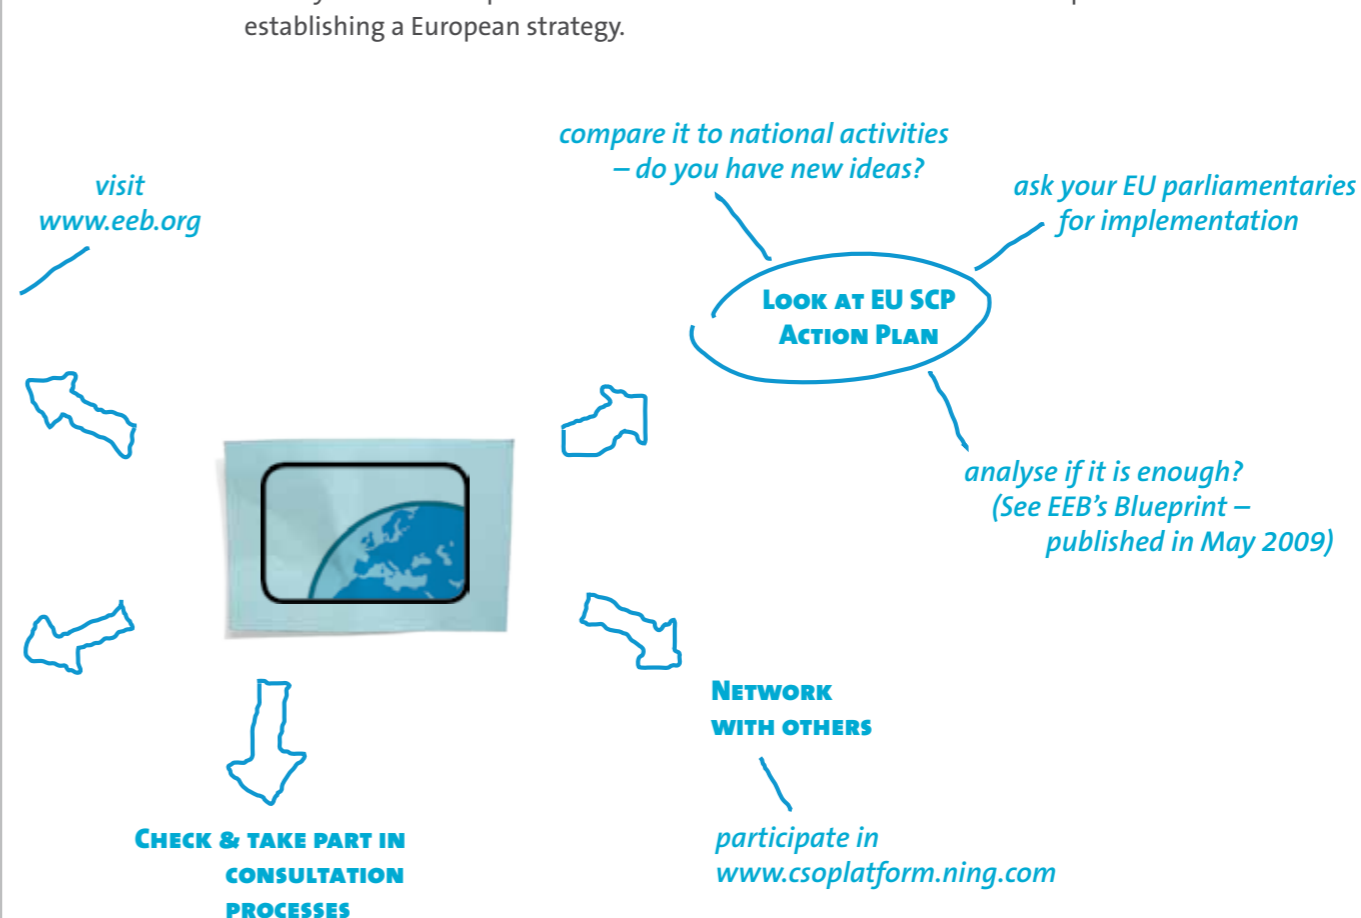 establishing a European strategy.
compare it to national activities
– do you have new ideas?
visit
www.eeb.org
ask your EU parliamentaries
for implementation
Look at EU SCP
Action Plan
analyse if it is enough?
(See EEB's Blueprint –
published in May 2009)
Network
with others
participate in
www.csoplatform.ning.com
Check & take part in
consultation
processes